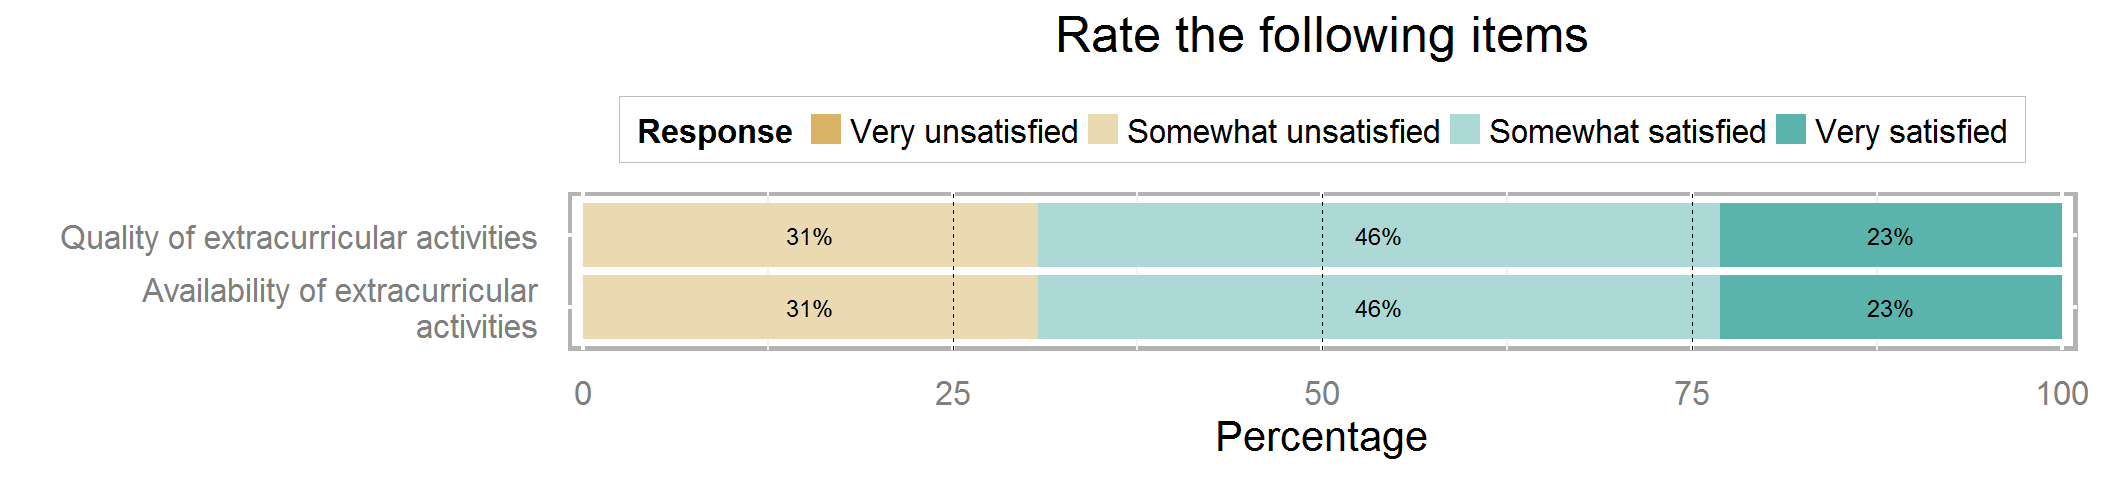 Rate the following items
Response Very unsatisfied Somewhat unsatisfied Somewhat satisfied Very satisfied
Quality of extracurricular activities 31% 46% 23%
Availability of extracurricular
activities
31% 46% 23%
0 25 50 75 100
Percentage